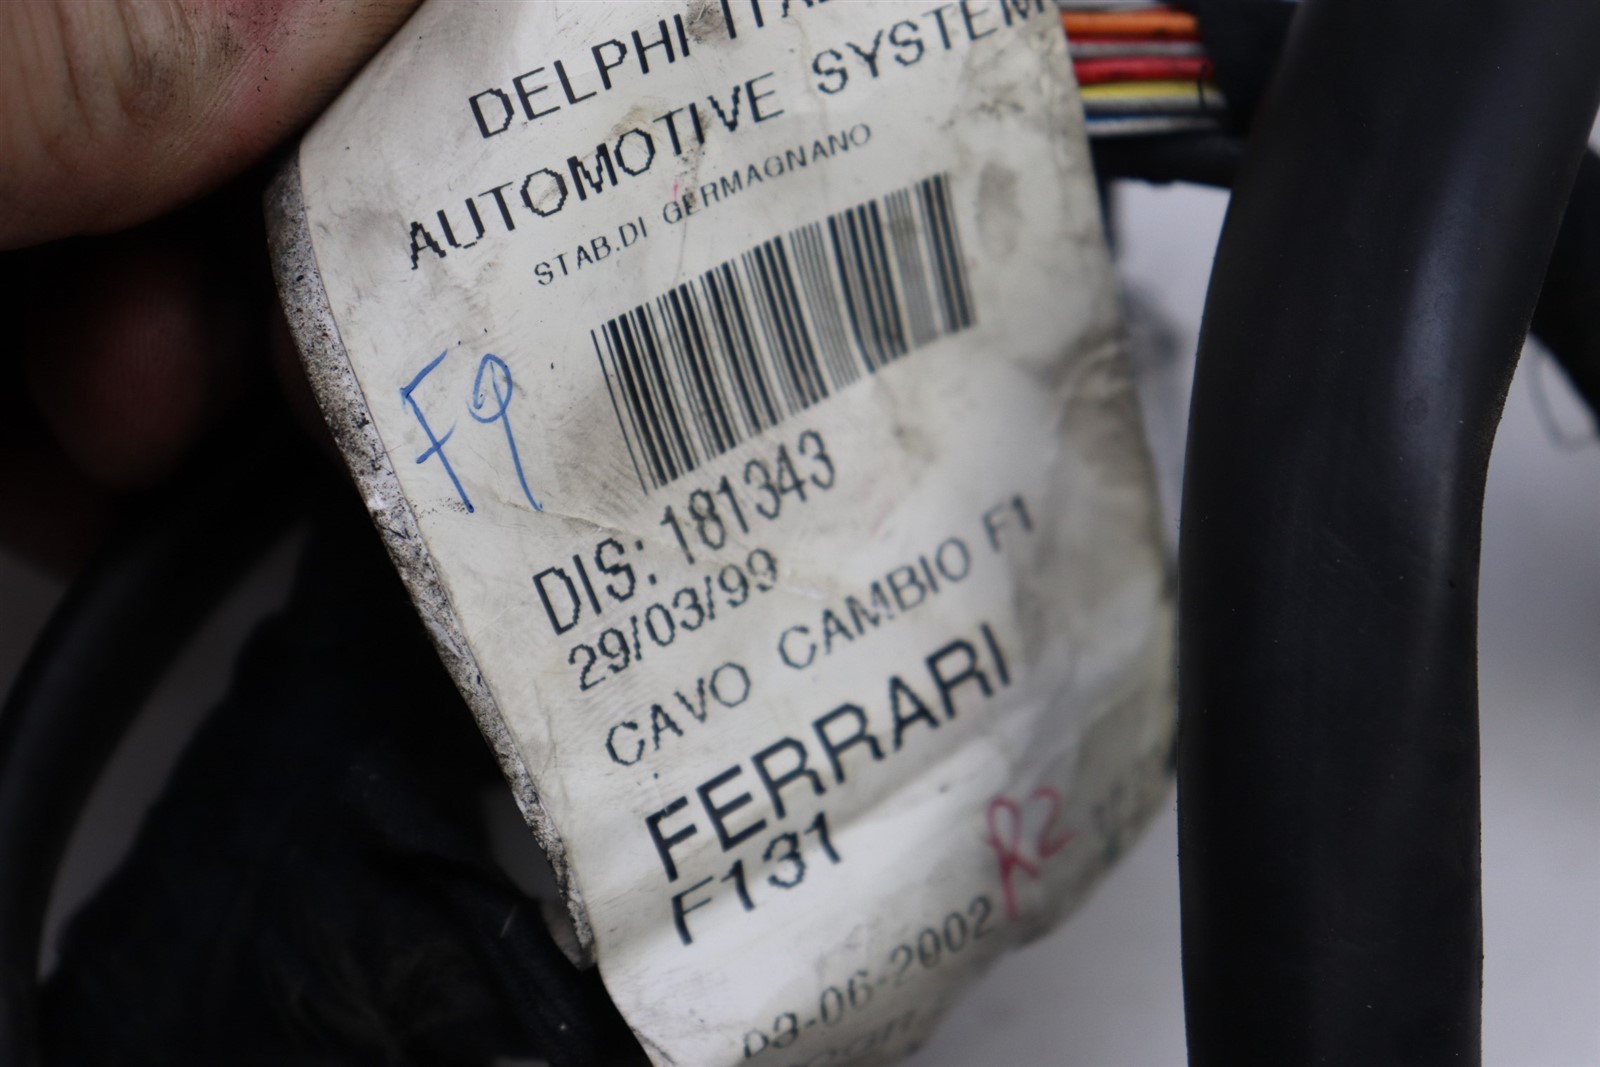 DELPHI
AUTOMOTIVE SYSTEM
STAB.DI GERMAGNANO
F9
DIS: 181343
29/03/99
CAVO CAMBIO F1
FERRARI
F131
R2
03-06-2002